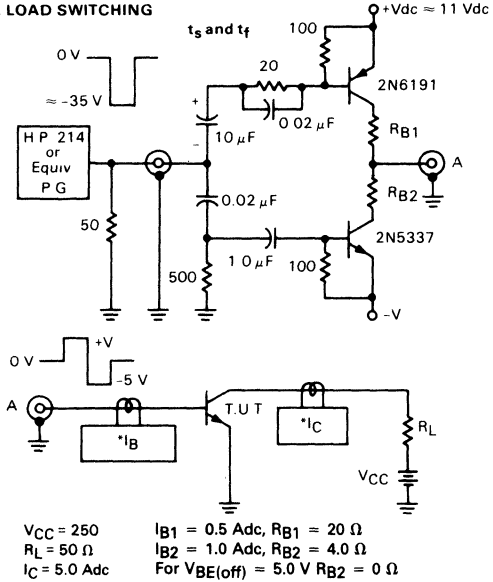 LOAD SWITCHING
ts and tf
+Vdc ≈ 11 Vdc
100
0 V
≈ -35 V
20
2N6191
0 02 μF
+
10 μF
-
RB1
HP 214
or
Equiv
PG
A
RB2
50
0.02 μF
2N5337
500
1 0 μF
100
-V
+V
0 V
-5 V
A
T.U T
*IB
*IC
RL
VCC
VCC = 250
RL = 50 Ω
IC = 5.0 Adc
IB1 = 0.5 Adc, RB1 = 20 Ω
IB2 = 1.0 Adc, RB2 = 4.0 Ω
For VBE(off) = 5.0 V RB2 = 0 Ω